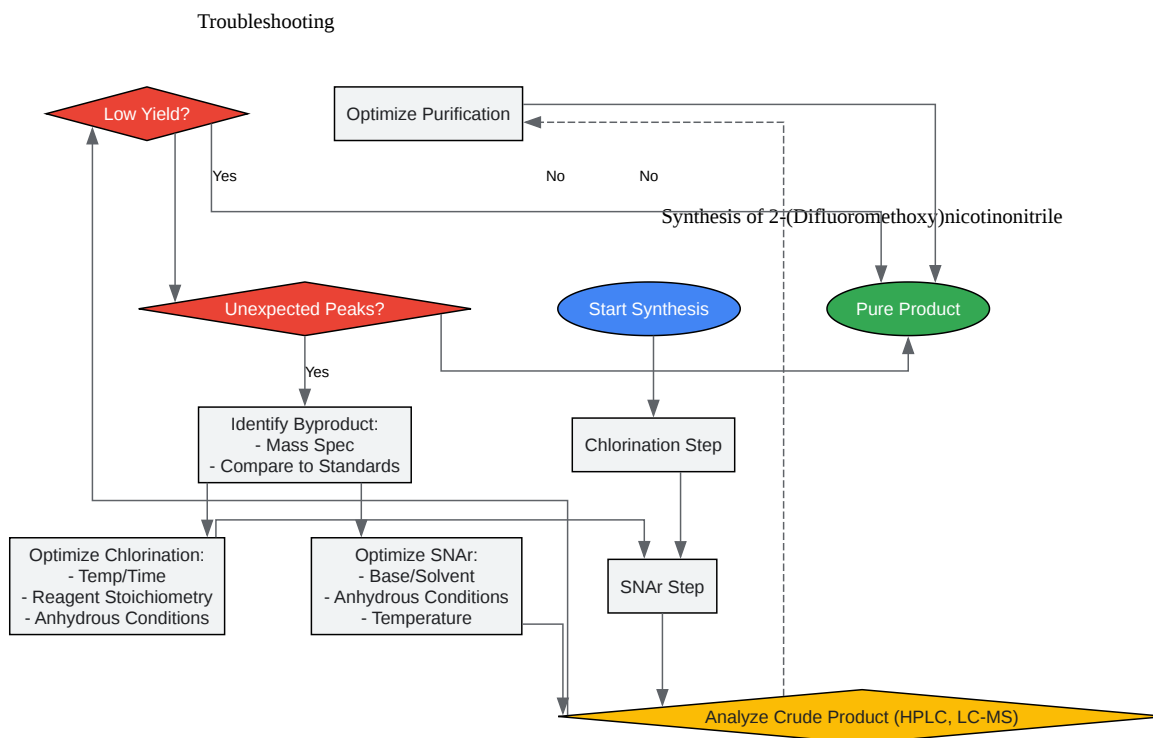 Troubleshooting
Low Yield?
Optimize Purification
Yes
No
No
Synthesis of 2-(Difluoromethoxy)nicotinonitrile
Unexpected Peaks?
Start Synthesis
Pure Product
Yes
Identify Byproduct:
- Mass Spec
- Compare to Standards
Chlorination Step
Optimize Chlorination:
- Temp/Time
- Reagent Stoichiometry
- Anhydrous Conditions
Optimize SNAr:
- Base/Solvent
- Anhydrous Conditions
- Temperature
SNAr Step
Analyze Crude Product (HPLC, LC-MS)